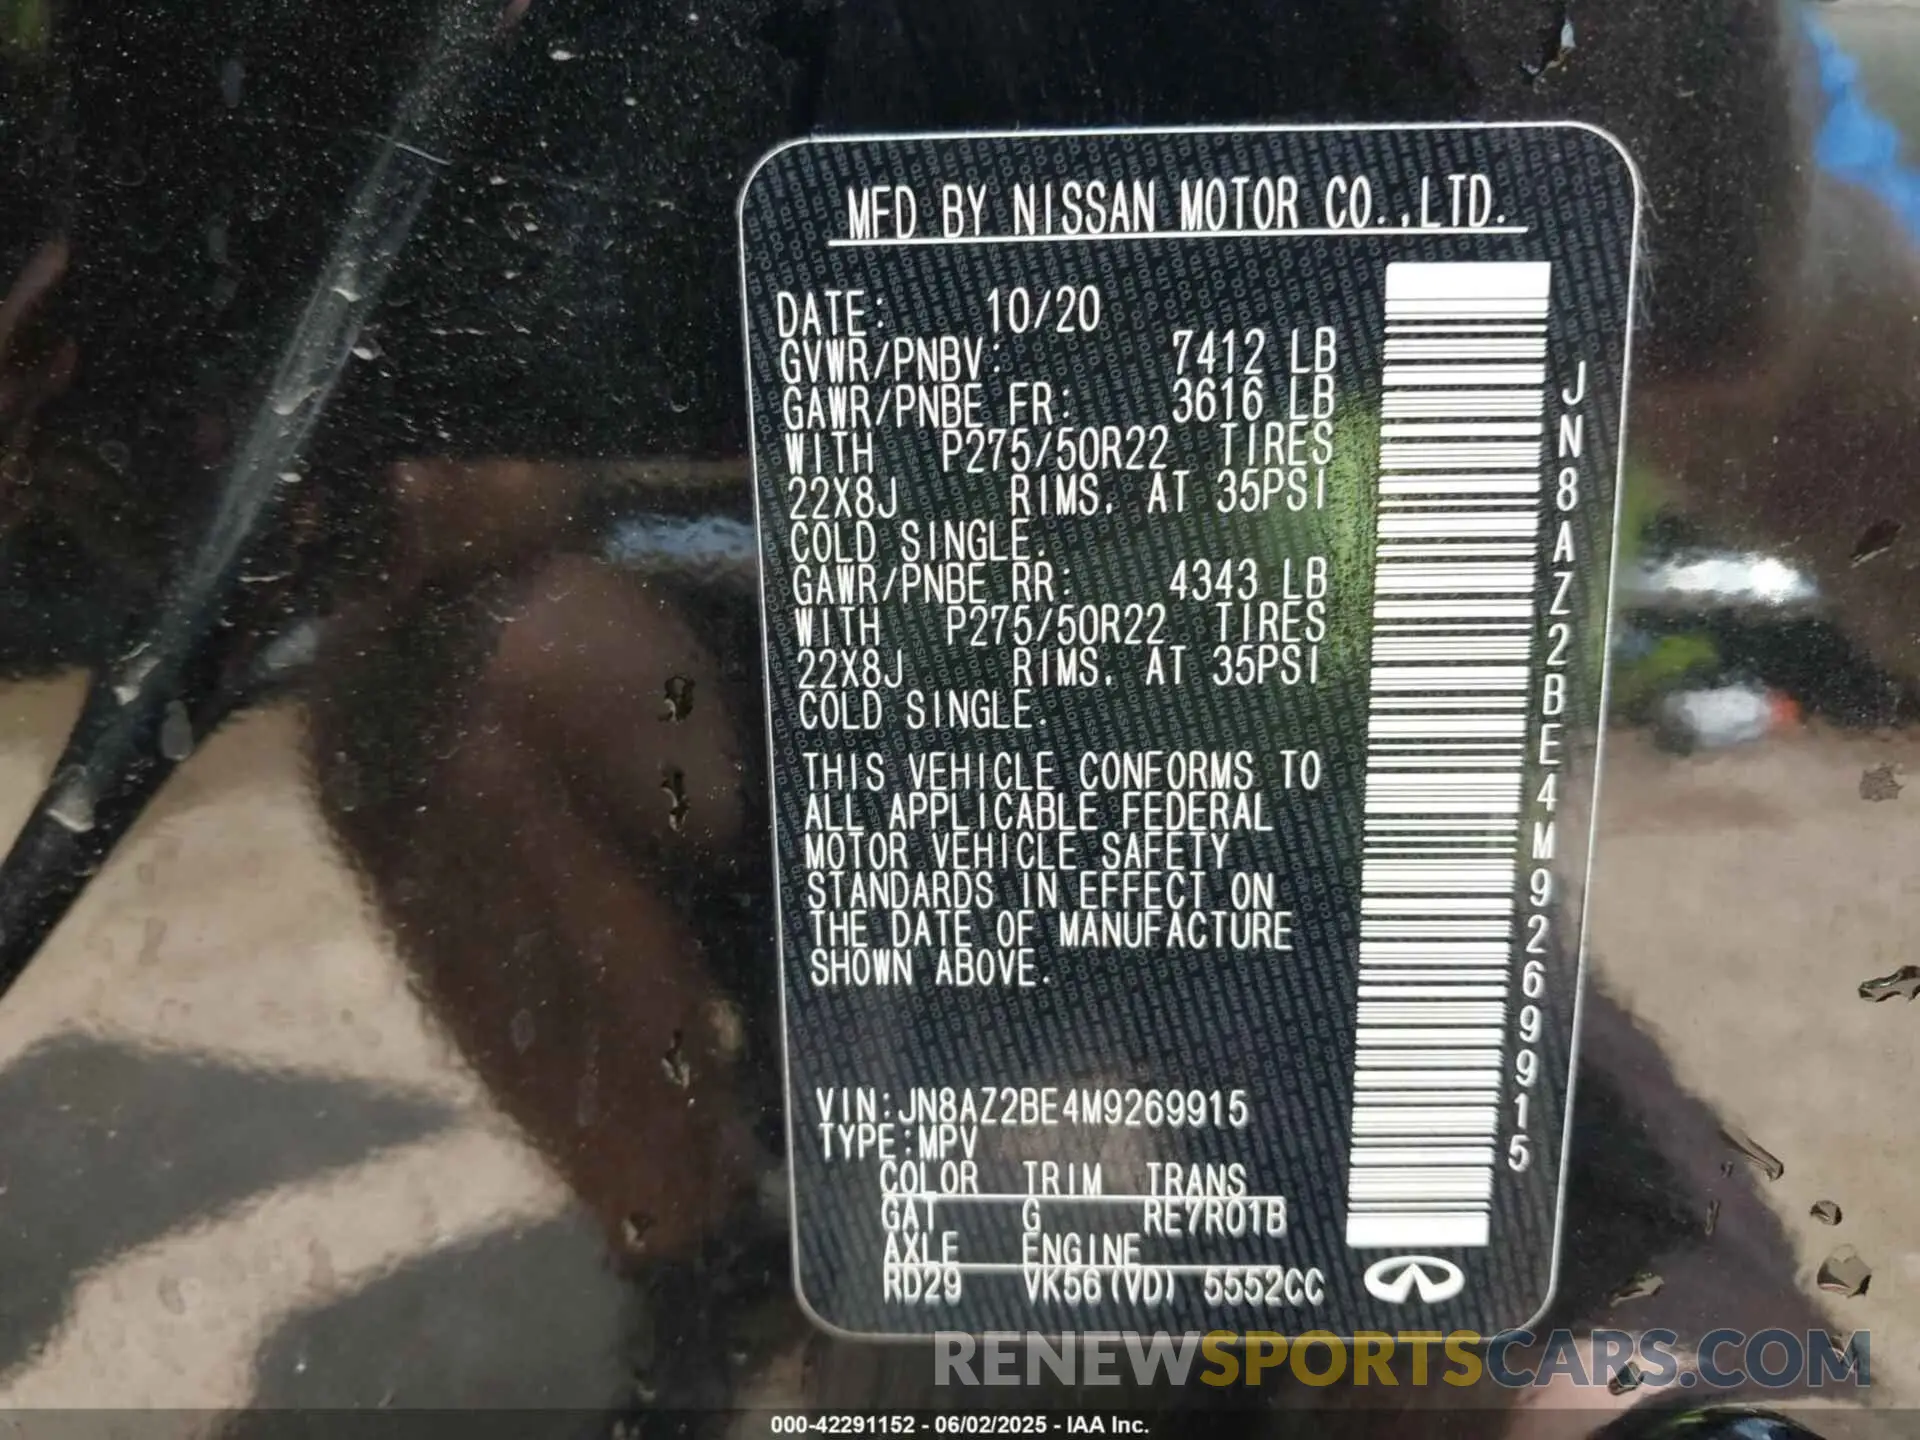 MFD BY NISSAN MOTOR CO.,LTD.
DATE: 10/20
GVWR/PNBV: 7412 LB
GAWR/PNBE FR: 3616 LB
WITH P275/50R22 TIRES
22X8J RIMS, AT 35PSI
COLD SINGLE.
GAWR/PNBE RR: 4343 LB
WITH P275/50R22 TIRES
22X8J RIMS, AT 35PSI
COLD SINGLE.
THIS VEHICLE CONFORMS TO
ALL APPLICABLE FEDERAL
MOTOR VEHICLE SAFETY
STANDARDS IN EFFECT ON
THE DATE OF MANUFACTURE
SHOWN ABOVE.
VIN:JN8AZ2BE4M9269915
TYPE:MPV
COLOR TRIM TRANS
GAT G RE7R01B
AXLE ENGINE
RD29 VK56(VD) 5552CC
JN8AZ2BE4M9269915
RENEWSPORTSCARS.COM
000-42291152 - 06/02/2025 - IAA Inc.